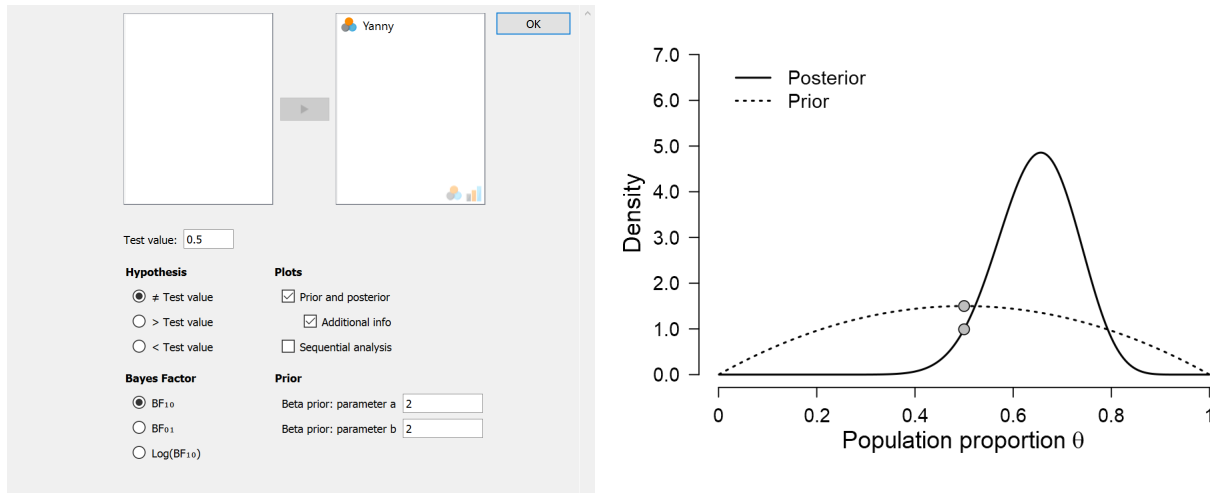 Yanny
OK
Test value: 0.5
Hypothesis
≠ Test value
> Test value
< Test value
Plots
Prior and posterior
Additional info
Sequential analysis
Bayes Factor
BF₁₀
BF₀₁
Log(BF₁₀)
Prior
Beta prior: parameter a 2
Beta prior: parameter b 2
Posterior
Prior
Density
7.0
6.0
5.0
4.0
3.0
2.0
1.0
0.0
0 0.2 0.4 0.6 0.8 1
Population proportion θ